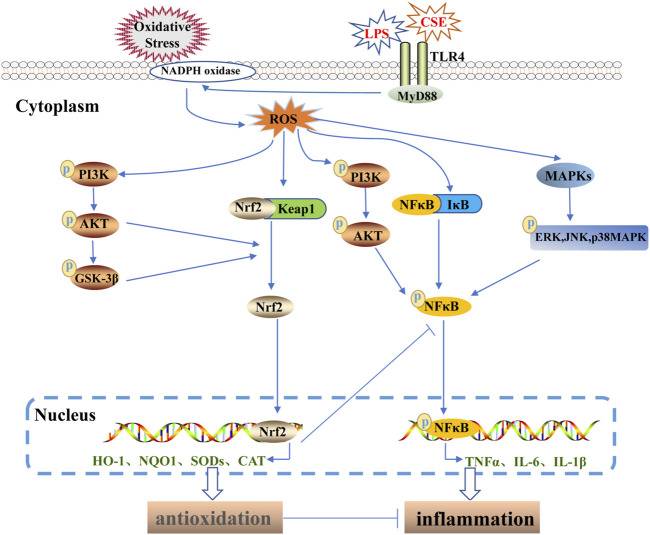 Oxidative
Stress
LPS
CSE
TLR4
NADPH oxidase
MyD88
Cytoplasm
ROS
p
PI3K
p
PI3K
MAPKs
Nrf2
Keap1
NFκB
IκB
p
AKT
p
AKT
p
ERK,JNK,p38MAPK
p
GSK-3β
Nrf2
p
NFκB
Nucleus
Nrf2
p
NFκB
HO-1、NQO1、SODs、CAT
TNFα、IL-6、IL-1β
antioxidation
inflammation